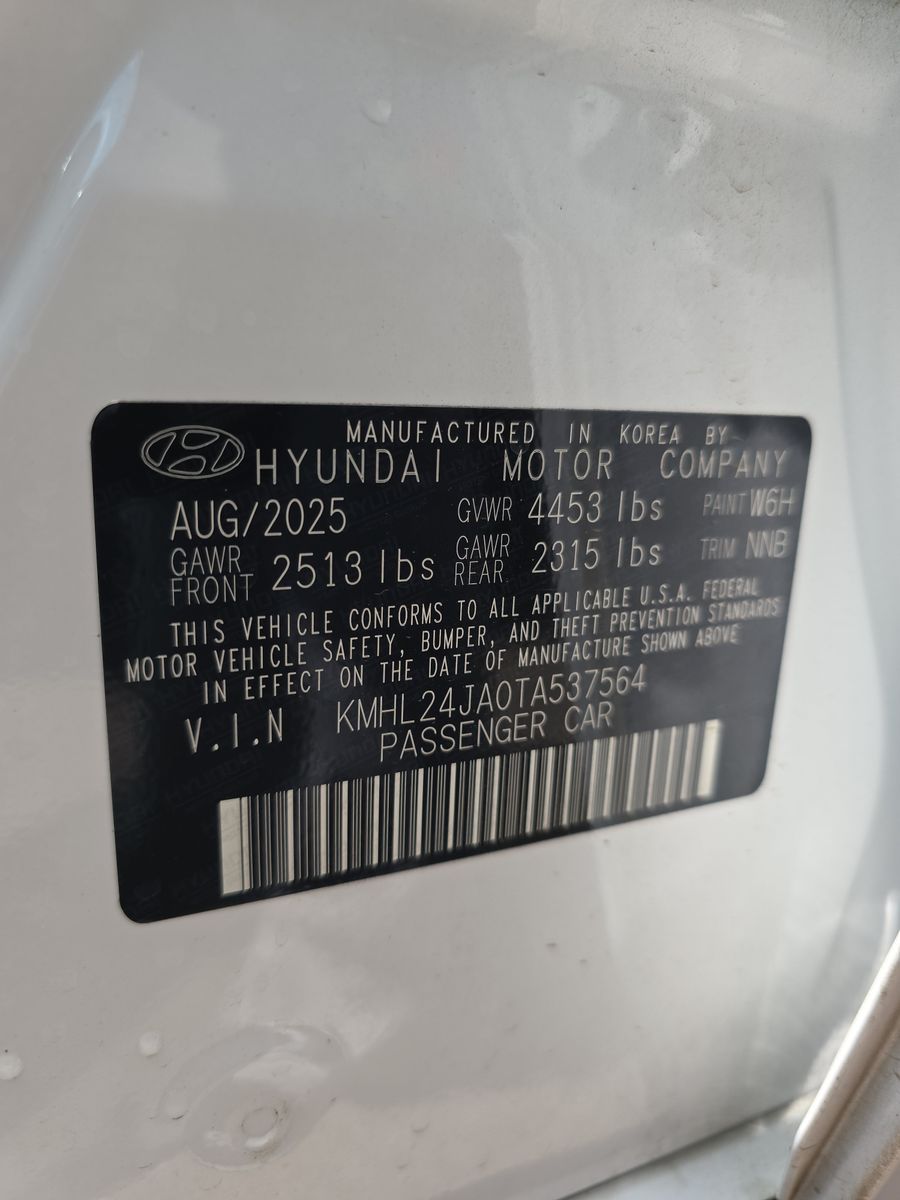 MANUFACTURED IN KOREA BY
HYUNDAI MOTOR COMPANY
AUG/2025 GVWR 4453 lbs PAINT W6H
GAWR FRONT 2513 lbs GAWR REAR 2315 lbs TRIM NNB
THIS VEHICLE CONFORMS TO ALL APPLICABLE U.S.A. FEDERAL
MOTOR VEHICLE SAFETY, BUMPER, AND THEFT PREVENTION STANDARDS
IN EFFECT ON THE DATE OF MANUFACTURE SHOWN ABOVE
V.I.N KMHL24JA0TA537564
PASSENGER CAR